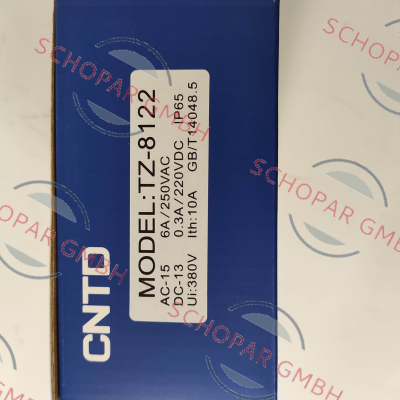 CNTD
MODEL:TZ-8122
AC-15 6A/250VAC
DC-13 0.3A/220VDC IP65
Ui:380V Ith:10A GB/T14048.5
SCHOPAR GMBH
SCHOPAR GMBH
SCHOPAR GMBH
SCHOPAR GMBH